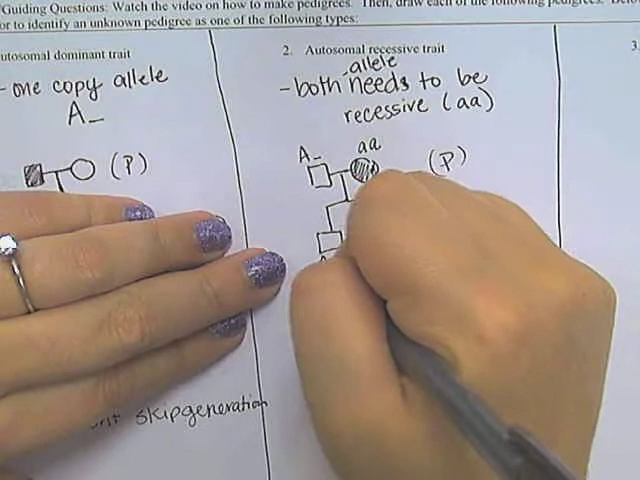 Guiding Questions: Watch the video on how to make pedigrees. Then, draw each of the following pedigrees.
or to identify an unknown pedigree as one of the following types:
utosomal dominant trait
- one copy allele
A_
(P)
skip generation
2. Autosomal recessive trait
allele
- both needs to be
recessive (aa)
A_ aa
(P)
3.